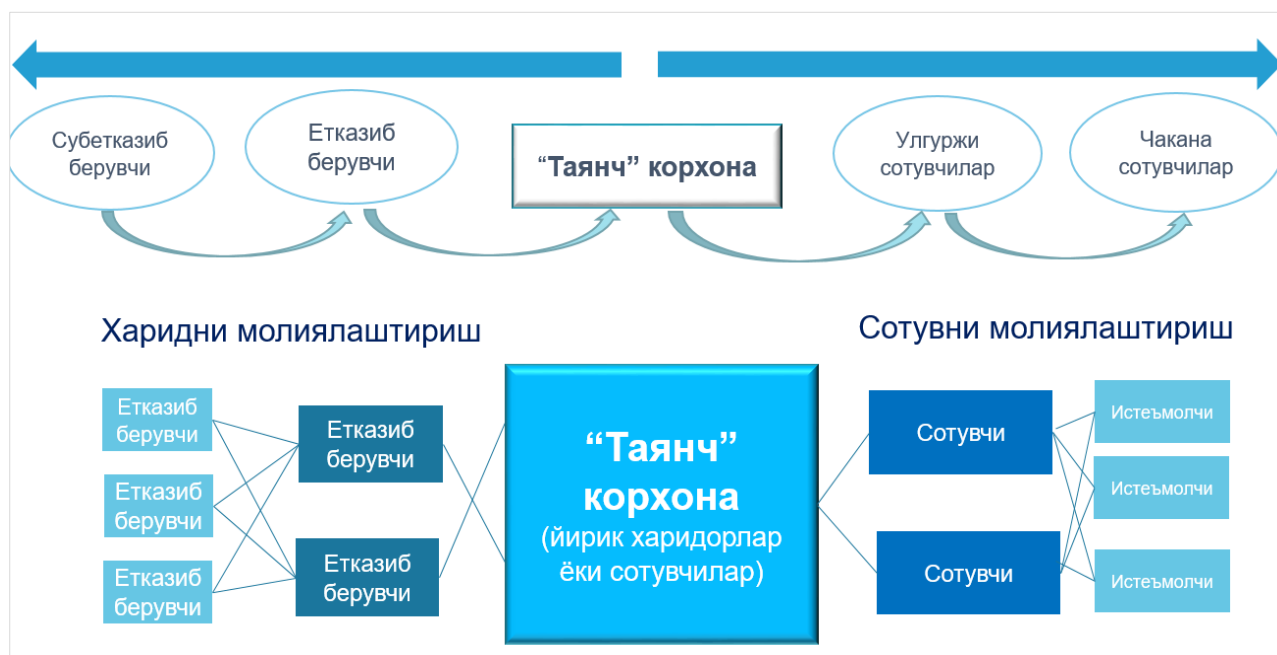 Субетказиб
берувчи
Етказиб
берувчи
“Таянч” корхона
Улгуржи
сотувчилар
Чакана
сотувчилар
Харидни молиялаштириш
Сотувни молиялаштириш
Етказиб
берувчи
Етказиб
берувчи
Етказиб
берувчи
Етказиб
берувчи
Етказиб
берувчи
“Таянч”
корхона
(йирик харидорлар
ёки сотувчилар)
Сотувчи
Сотувчи
Истеъмолчи
Истеъмолчи
Истеъмолчи